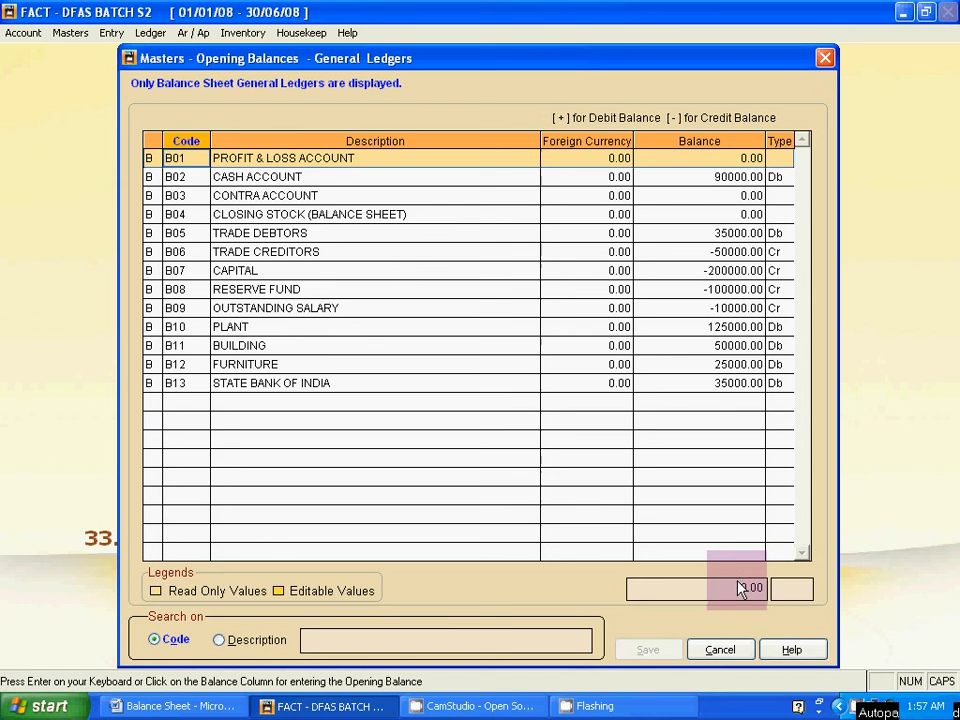 FACT - DFAS BATCH S2 [ 01/01/08 - 30/06/08 ]
Account Masters Entry Ledger Ar / Ap Inventory Housekeep Help
Masters - Opening Balances - General Ledgers
Only Balance Sheet General Ledgers are displayed.
[ + ] for Debit Balance [ - ] for Credit Balance
Code Description Foreign Currency Balance Type
B B01 PROFIT & LOSS ACCOUNT 0.00 0.00
B B02 CASH ACCOUNT 0.00 90000.00 Db
B B03 CONTRA ACCOUNT 0.00 0.00
B B04 CLOSING STOCK (BALANCE SHEET) 0.00 0.00
B B05 TRADE DEBTORS 0.00 35000.00 Db
B B06 TRADE CREDITORS 0.00 -50000.00 Cr
B B07 CAPITAL 0.00 -200000.00 Cr
B B08 RESERVE FUND 0.00 -100000.00 Cr
B B09 OUTSTANDING SALARY 0.00 -10000.00 Cr
B B10 PLANT 0.00 125000.00 Db
B B11 BUILDING 0.00 50000.00 Db
B B12 FURNITURE 0.00 25000.00 Db
B B13 STATE BANK OF INDIA 0.00 35000.00 Db
33.
Legends
Read Only Values Editable Values
Search on
Code Description
Save Cancel Help
Press Enter on your Keyboard or Click on the Balance Column for entering the Opening Balance NUM CAPS
start Balance Sheet - Micro... FACT - DFAS BATCH ... CamStudio - Open So... Flashing 1:57 AM